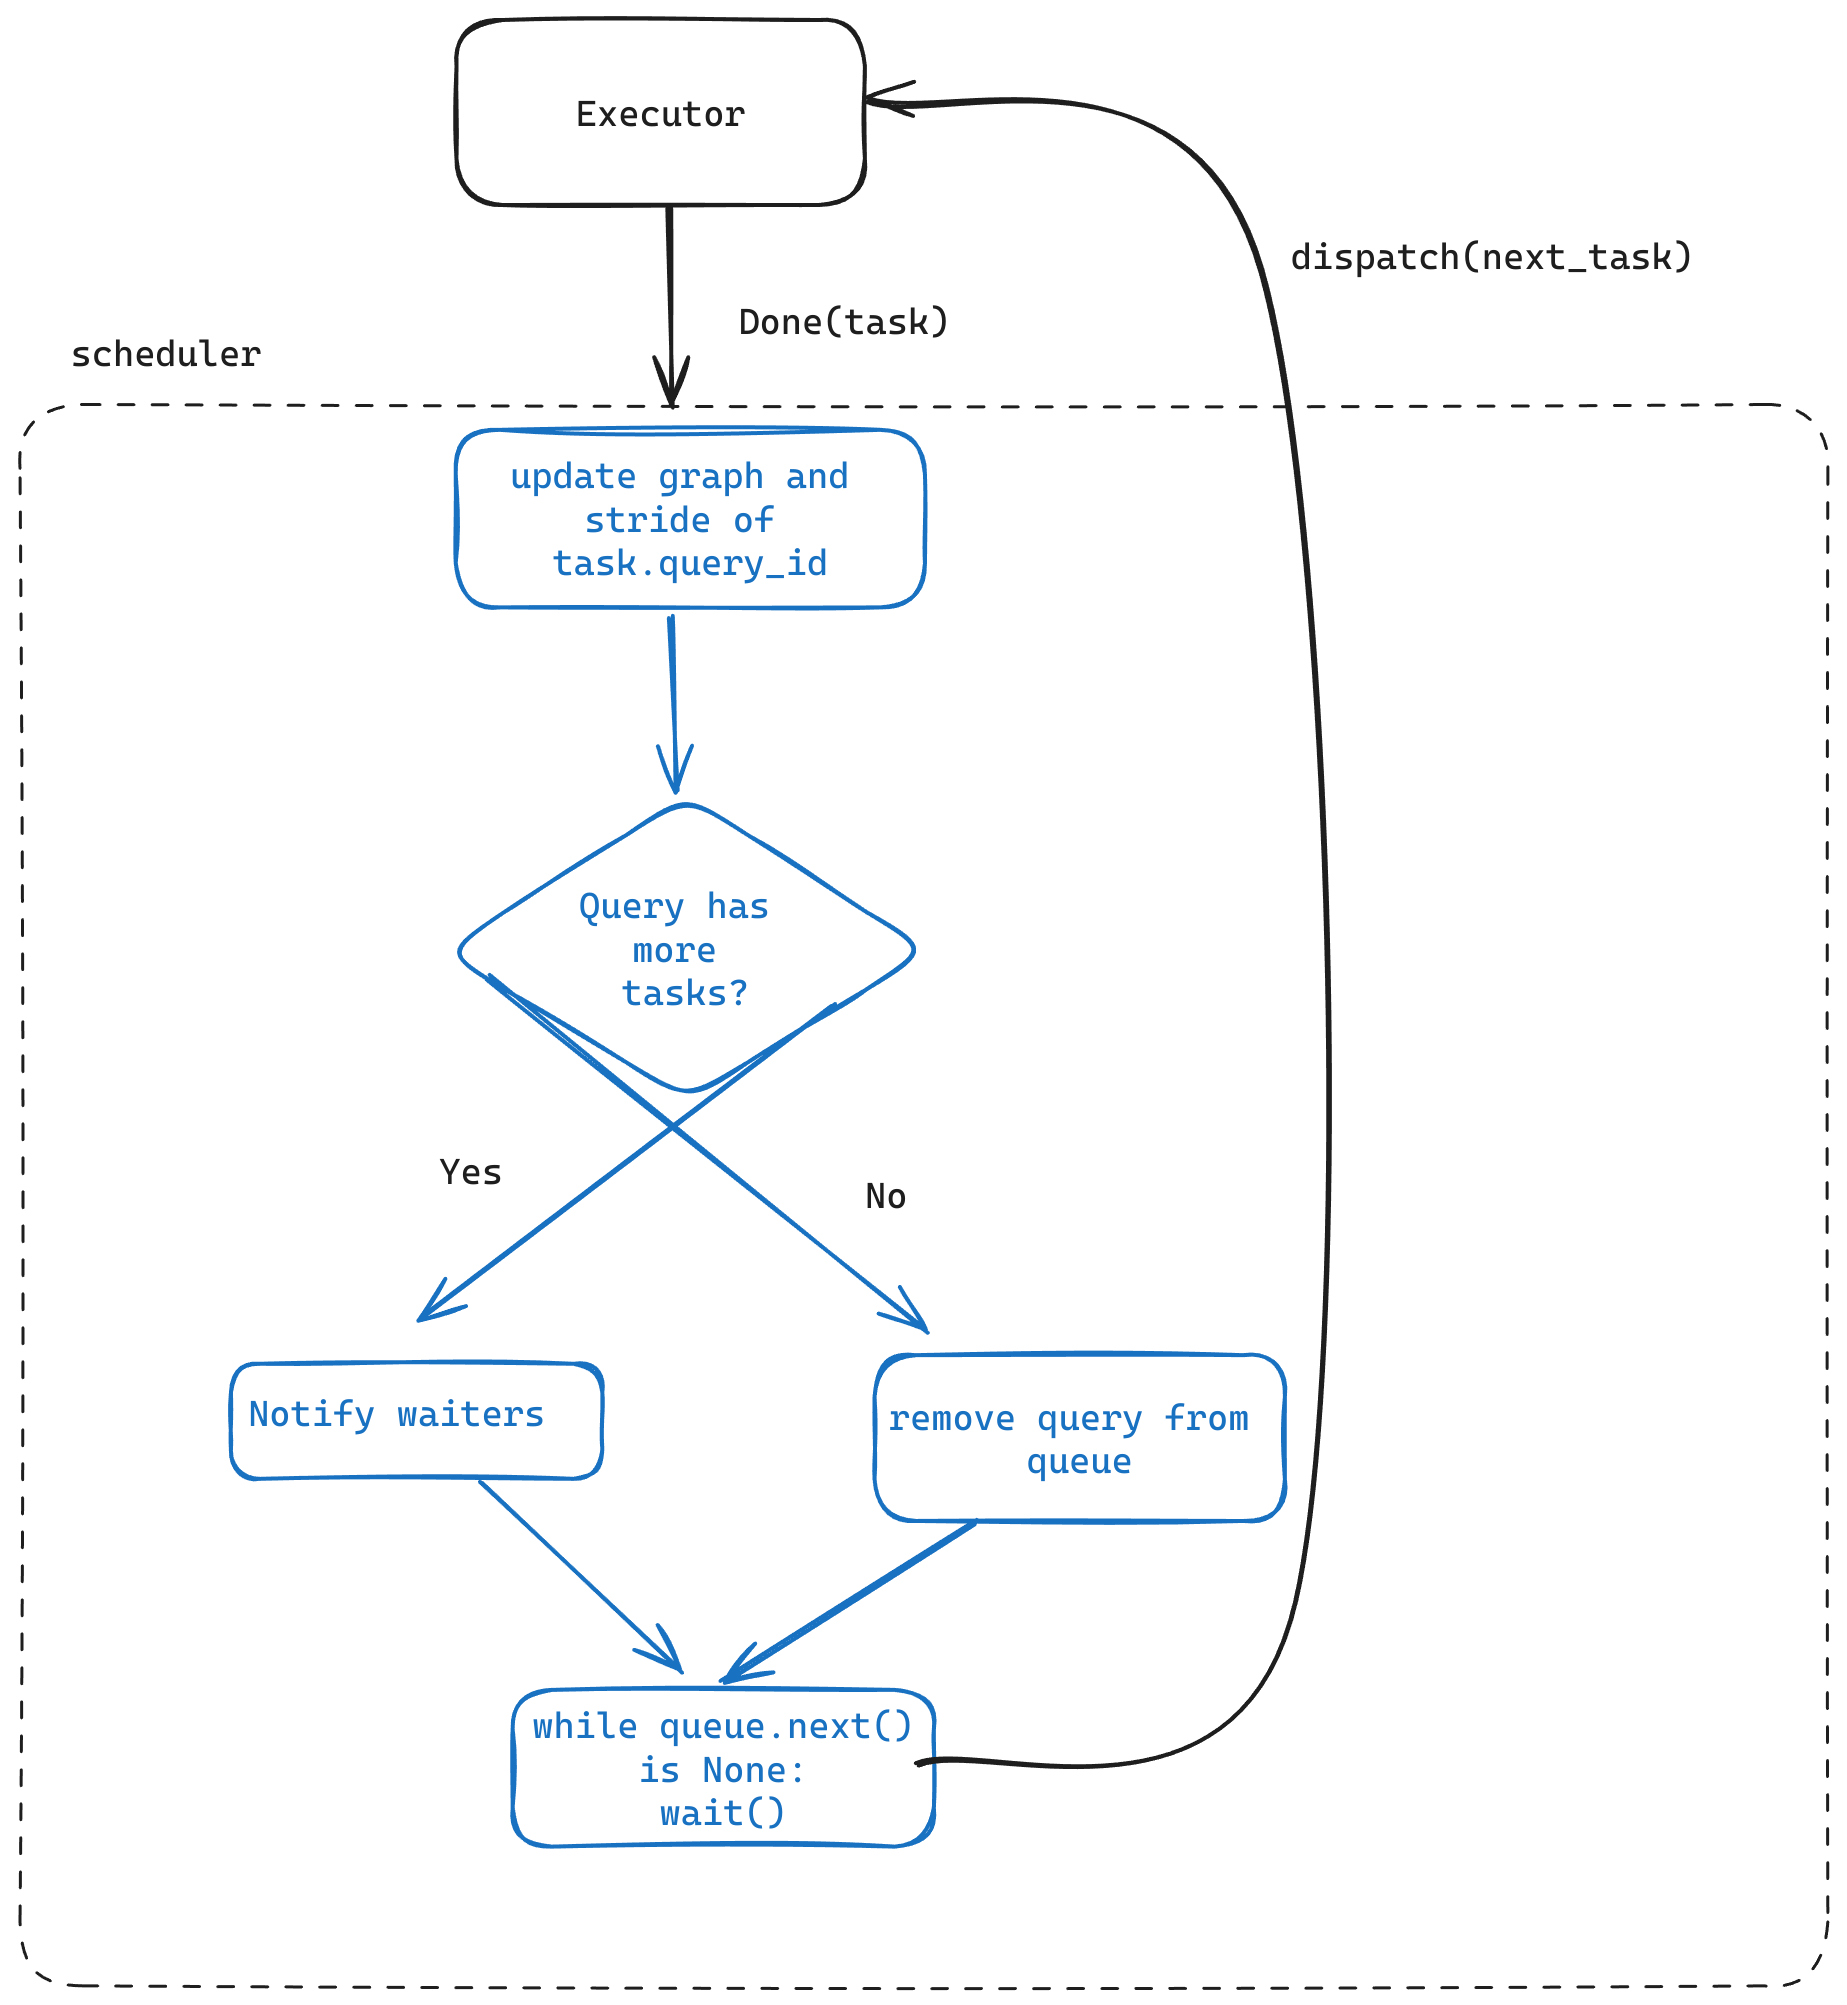 Executor
dispatch(next_task)
Done(task)
scheduler
update graph and
stride of
task.query_id
Query has
more
tasks?
Yes
No
Notify waiters
remove query from
queue
while queue.next()
is None:
wait()